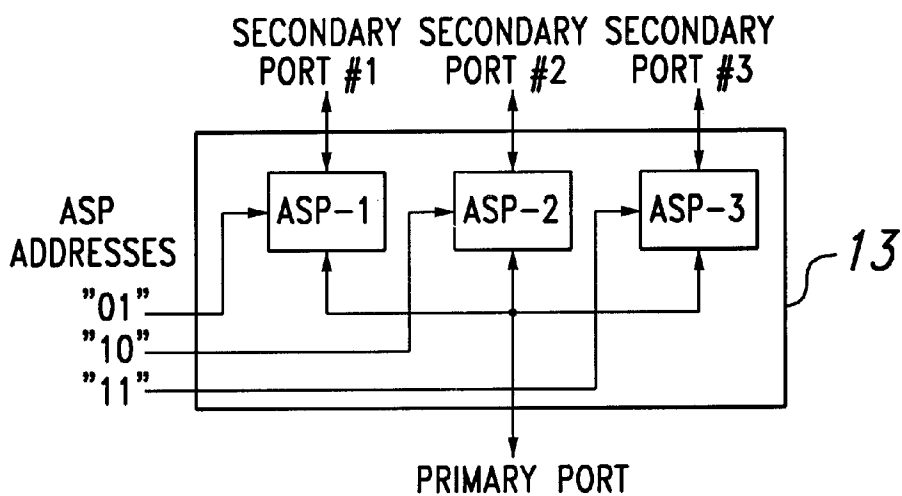 SECONDARY PORT #1
SECONDARY PORT #2
SECONDARY PORT #3
ASP-1
ASP-2
ASP-3
ASP
ADDRESSES
"01"
"10"
"11"
13
PRIMARY PORT